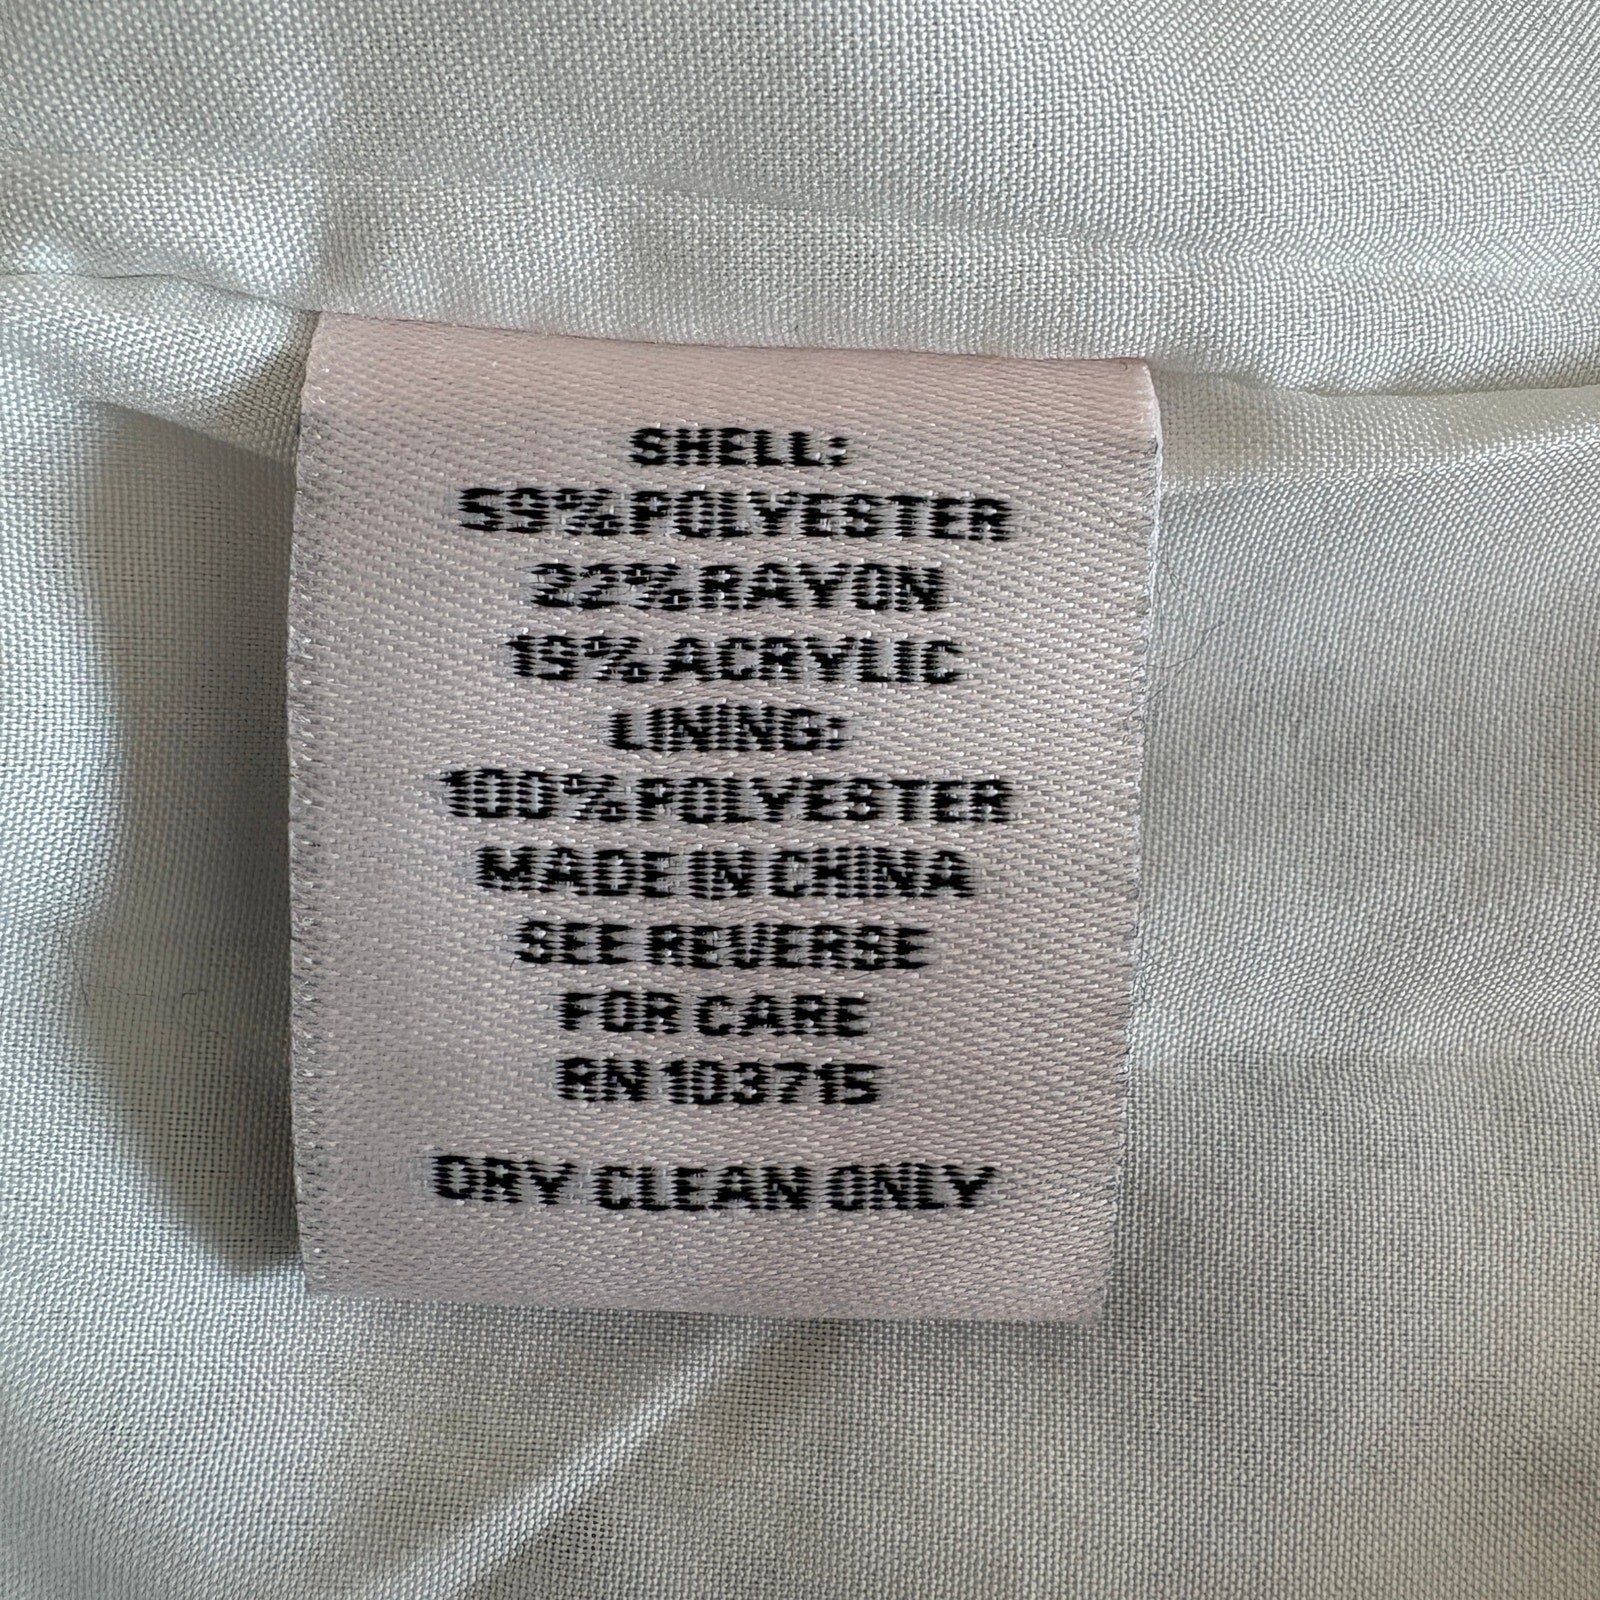 SHELL:
59% POLYESTER
22% RAYON
19% ACRYLIC
LINING:
100% POLYESTER
MADE IN CHINA
SEE REVERSE
FOR CARE
RN 103715
DRY CLEAN ONLY